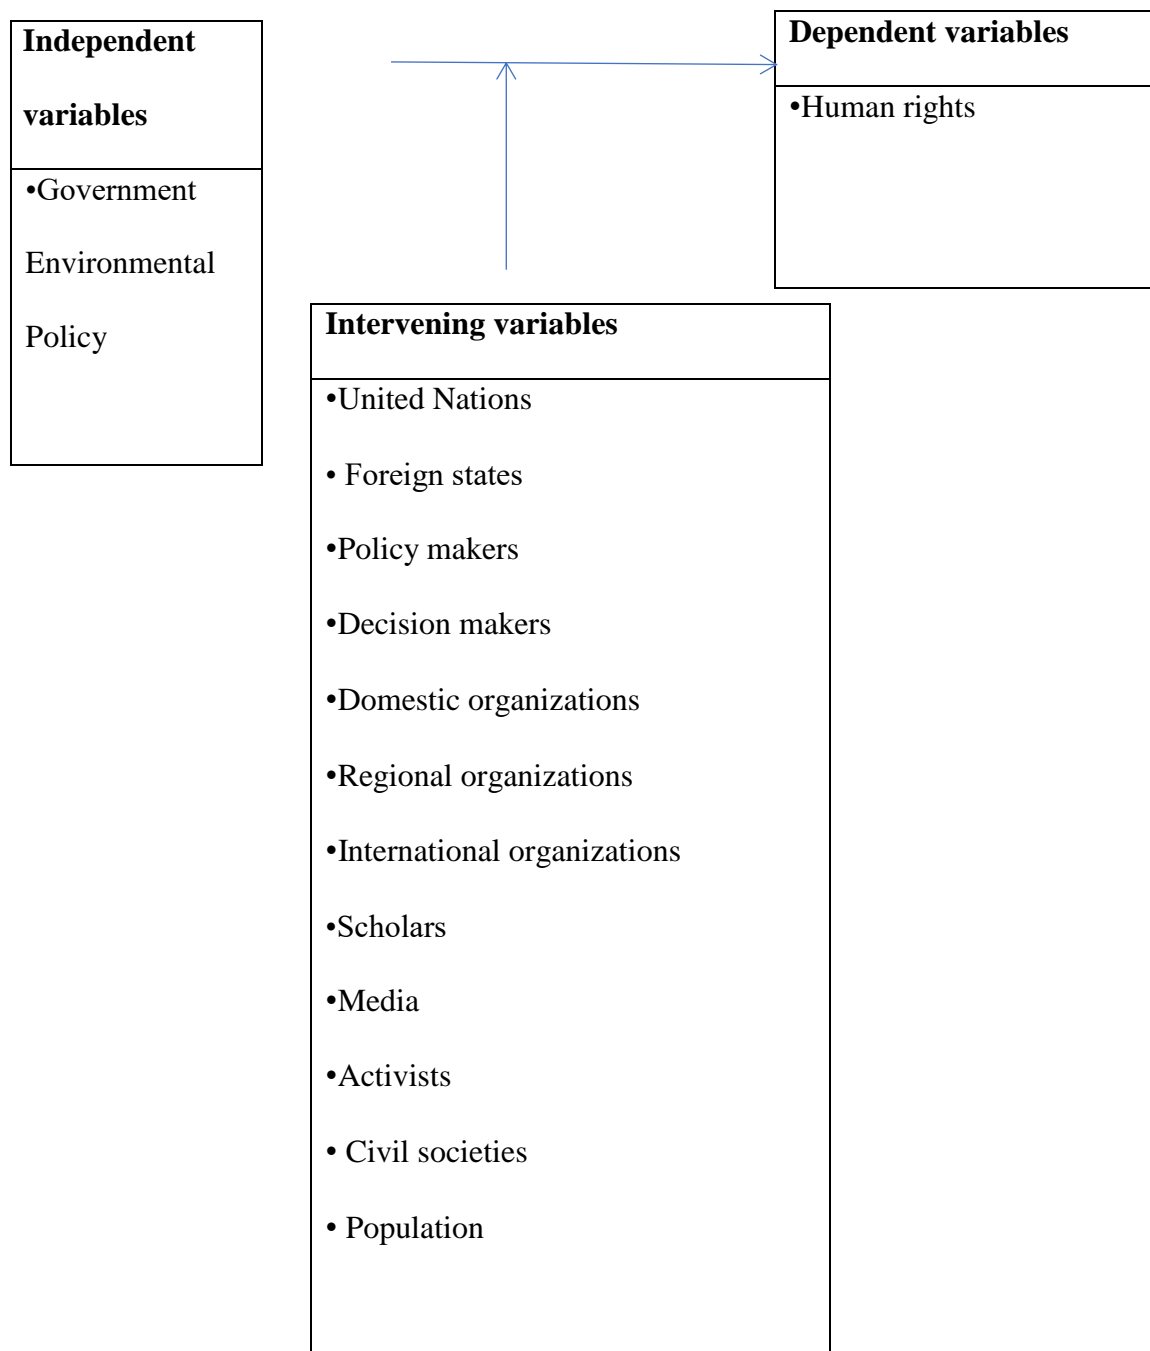 Independent
variables
•Government
Environmental
Policy
Dependent variables
•Human rights
Intervening variables
•United Nations
• Foreign states
•Policy makers
•Decision makers
•Domestic organizations
•Regional organizations
•International organizations
•Scholars
•Media
•Activists
• Civil societies
• Population